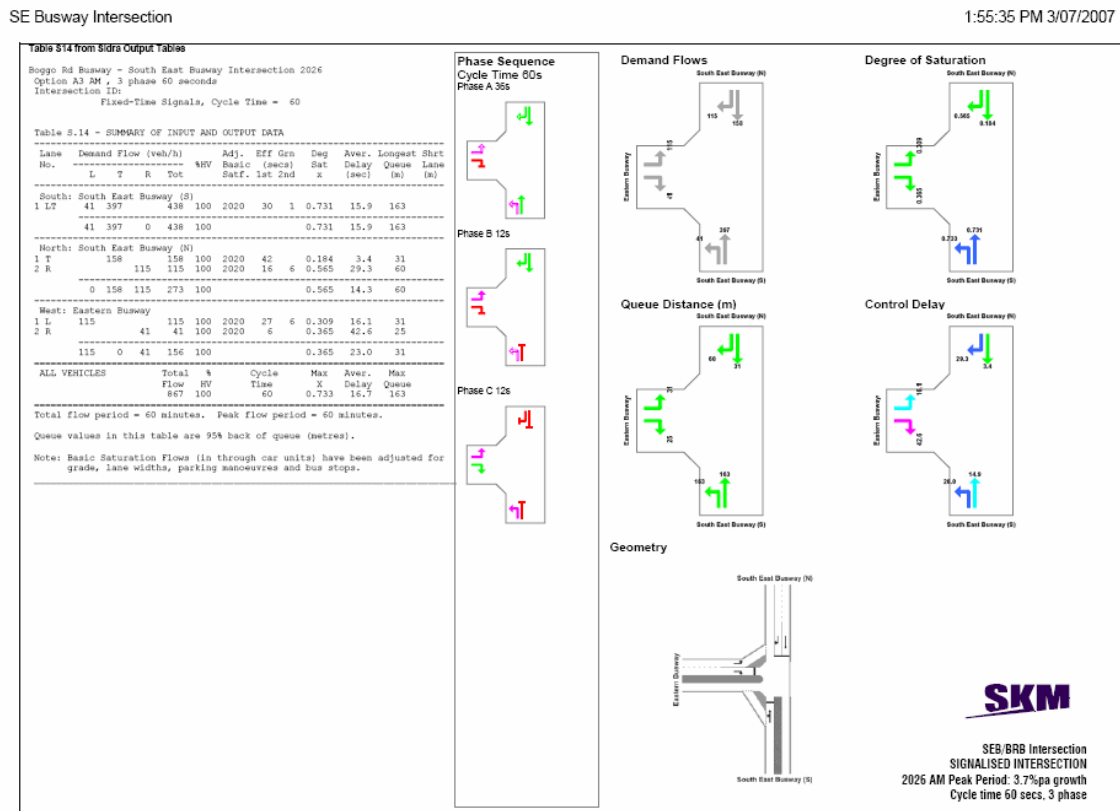 SE Busway Intersection
1:55:35 PM 3/07/2007
Table S14 from Sidra Output Tables
Boggo Rd Busway - South East Busway Intersection 2026
Option A3 AM , 3 phase 60 seconds
Intersection ID:
Fixed-Time Signals, Cycle Time = 60
Table S.14 - SUMMARY OF INPUT AND OUTPUT DATA
Lane Demand Flow (veh/h) Adj. Eff Grn Deg Aver. Longest Shrt
No. %HV Basic (secs) Sat Delay Queue Lane
L T R Tot Satf. 1st 2nd x (sec) (m) (m)
South: South East Busway (S)
1 LT 41 397 438 100 2020 30 1 0.731 15.9 163
41 397 0 438 100 0.731 15.9 163
North: South East Busway (N)
1 T 158 158 100 2020 42 0.184 3.4 31
2 R 115 115 100 2020 16 6 0.565 29.3 60
0 158 115 273 100 0.565 14.3 60
West: Eastern Busway
1 L 115 115 100 2020 27 6 0.309 16.1 31
2 R 41 41 100 2020 6 0.365 42.6 25
115 0 41 156 100 0.365 23.0 31
ALL VEHICLES Total % Cycle Max Aver. Max
Flow HV Time X Delay Queue
867 100 60 0.733 16.7 163
Total flow period = 60 minutes. Peak flow period = 60 minutes.
Queue values in this table are 95% back of queue (metres).
Note: Basic Saturation Flows (in through car units) have been adjusted for
grade, lane widths, parking manoeuvres and bus stops.
Phase Sequence
Cycle Time 60s
Phase A 36s
Phase B 12s
Phase C 12s
Demand Flows
South East Busway (N)
115
158
115
Eastern Busway
41
41
397
South East Busway (S)
Degree of Saturation
South East Busway (N)
0.565
0.184
0.309
Eastern Busway
0.365
0.733
0.731
South East Busway (S)
Queue Distance (m)
South East Busway (N)
60
31
31
Eastern Busway
25
163
163
South East Busway (S)
Control Delay
South East Busway (N)
29.3
3.4
16.1
Eastern Busway
42.6
14.9
South East Busway (S)
Geometry
South East Busway (N)
Eastern Busway
South East Busway (S)
SKM
SEB/BRB Intersection
SIGNALISED INTERSECTION
2026 AM Peak Period: 3.7%pa growth
Cycle time 60 secs, 3 phase